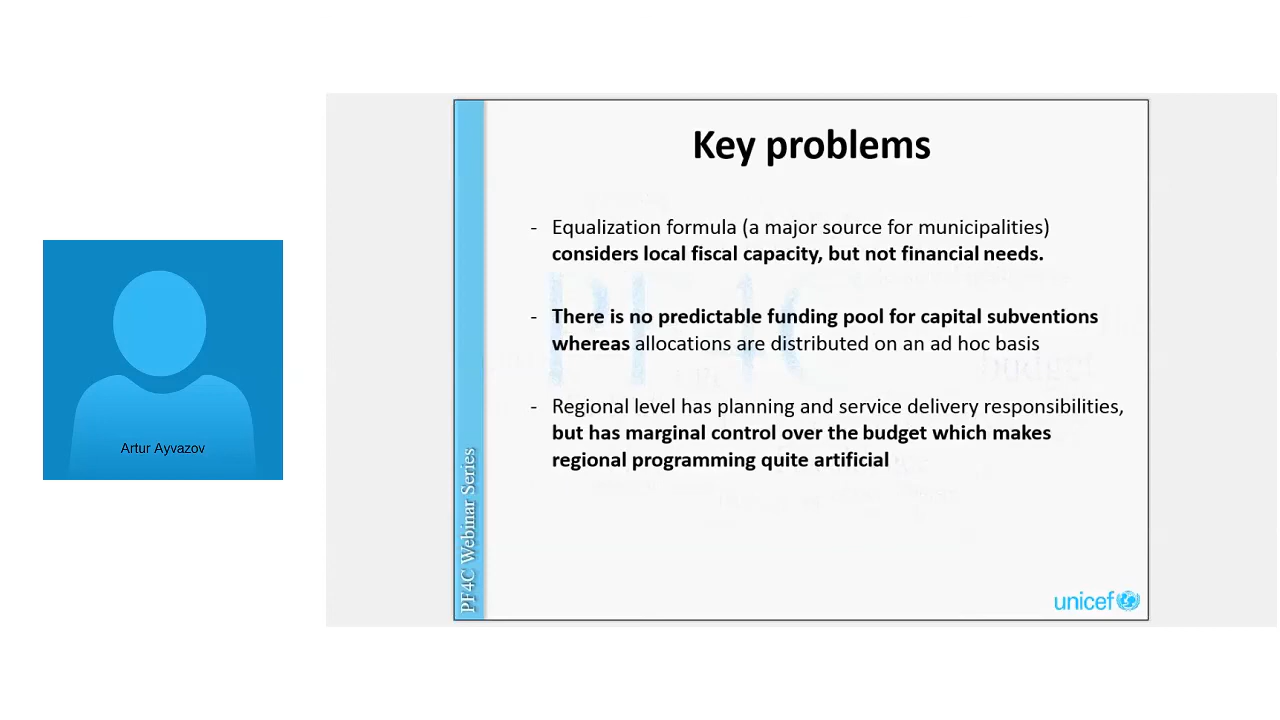 Key problems
- Equalization formula (a major source for municipalities)
considers local fiscal capacity, but not financial needs.
- There is no predictable funding pool for capital subventions
whereas allocations are distributed on an ad hoc basis
- Regional level has planning and service delivery responsibilities,
but has marginal control over the budget which makes
regional programming quite artificial
Artur Ayvazov
PF4C Webinar Series
unicef
PF4C
budget